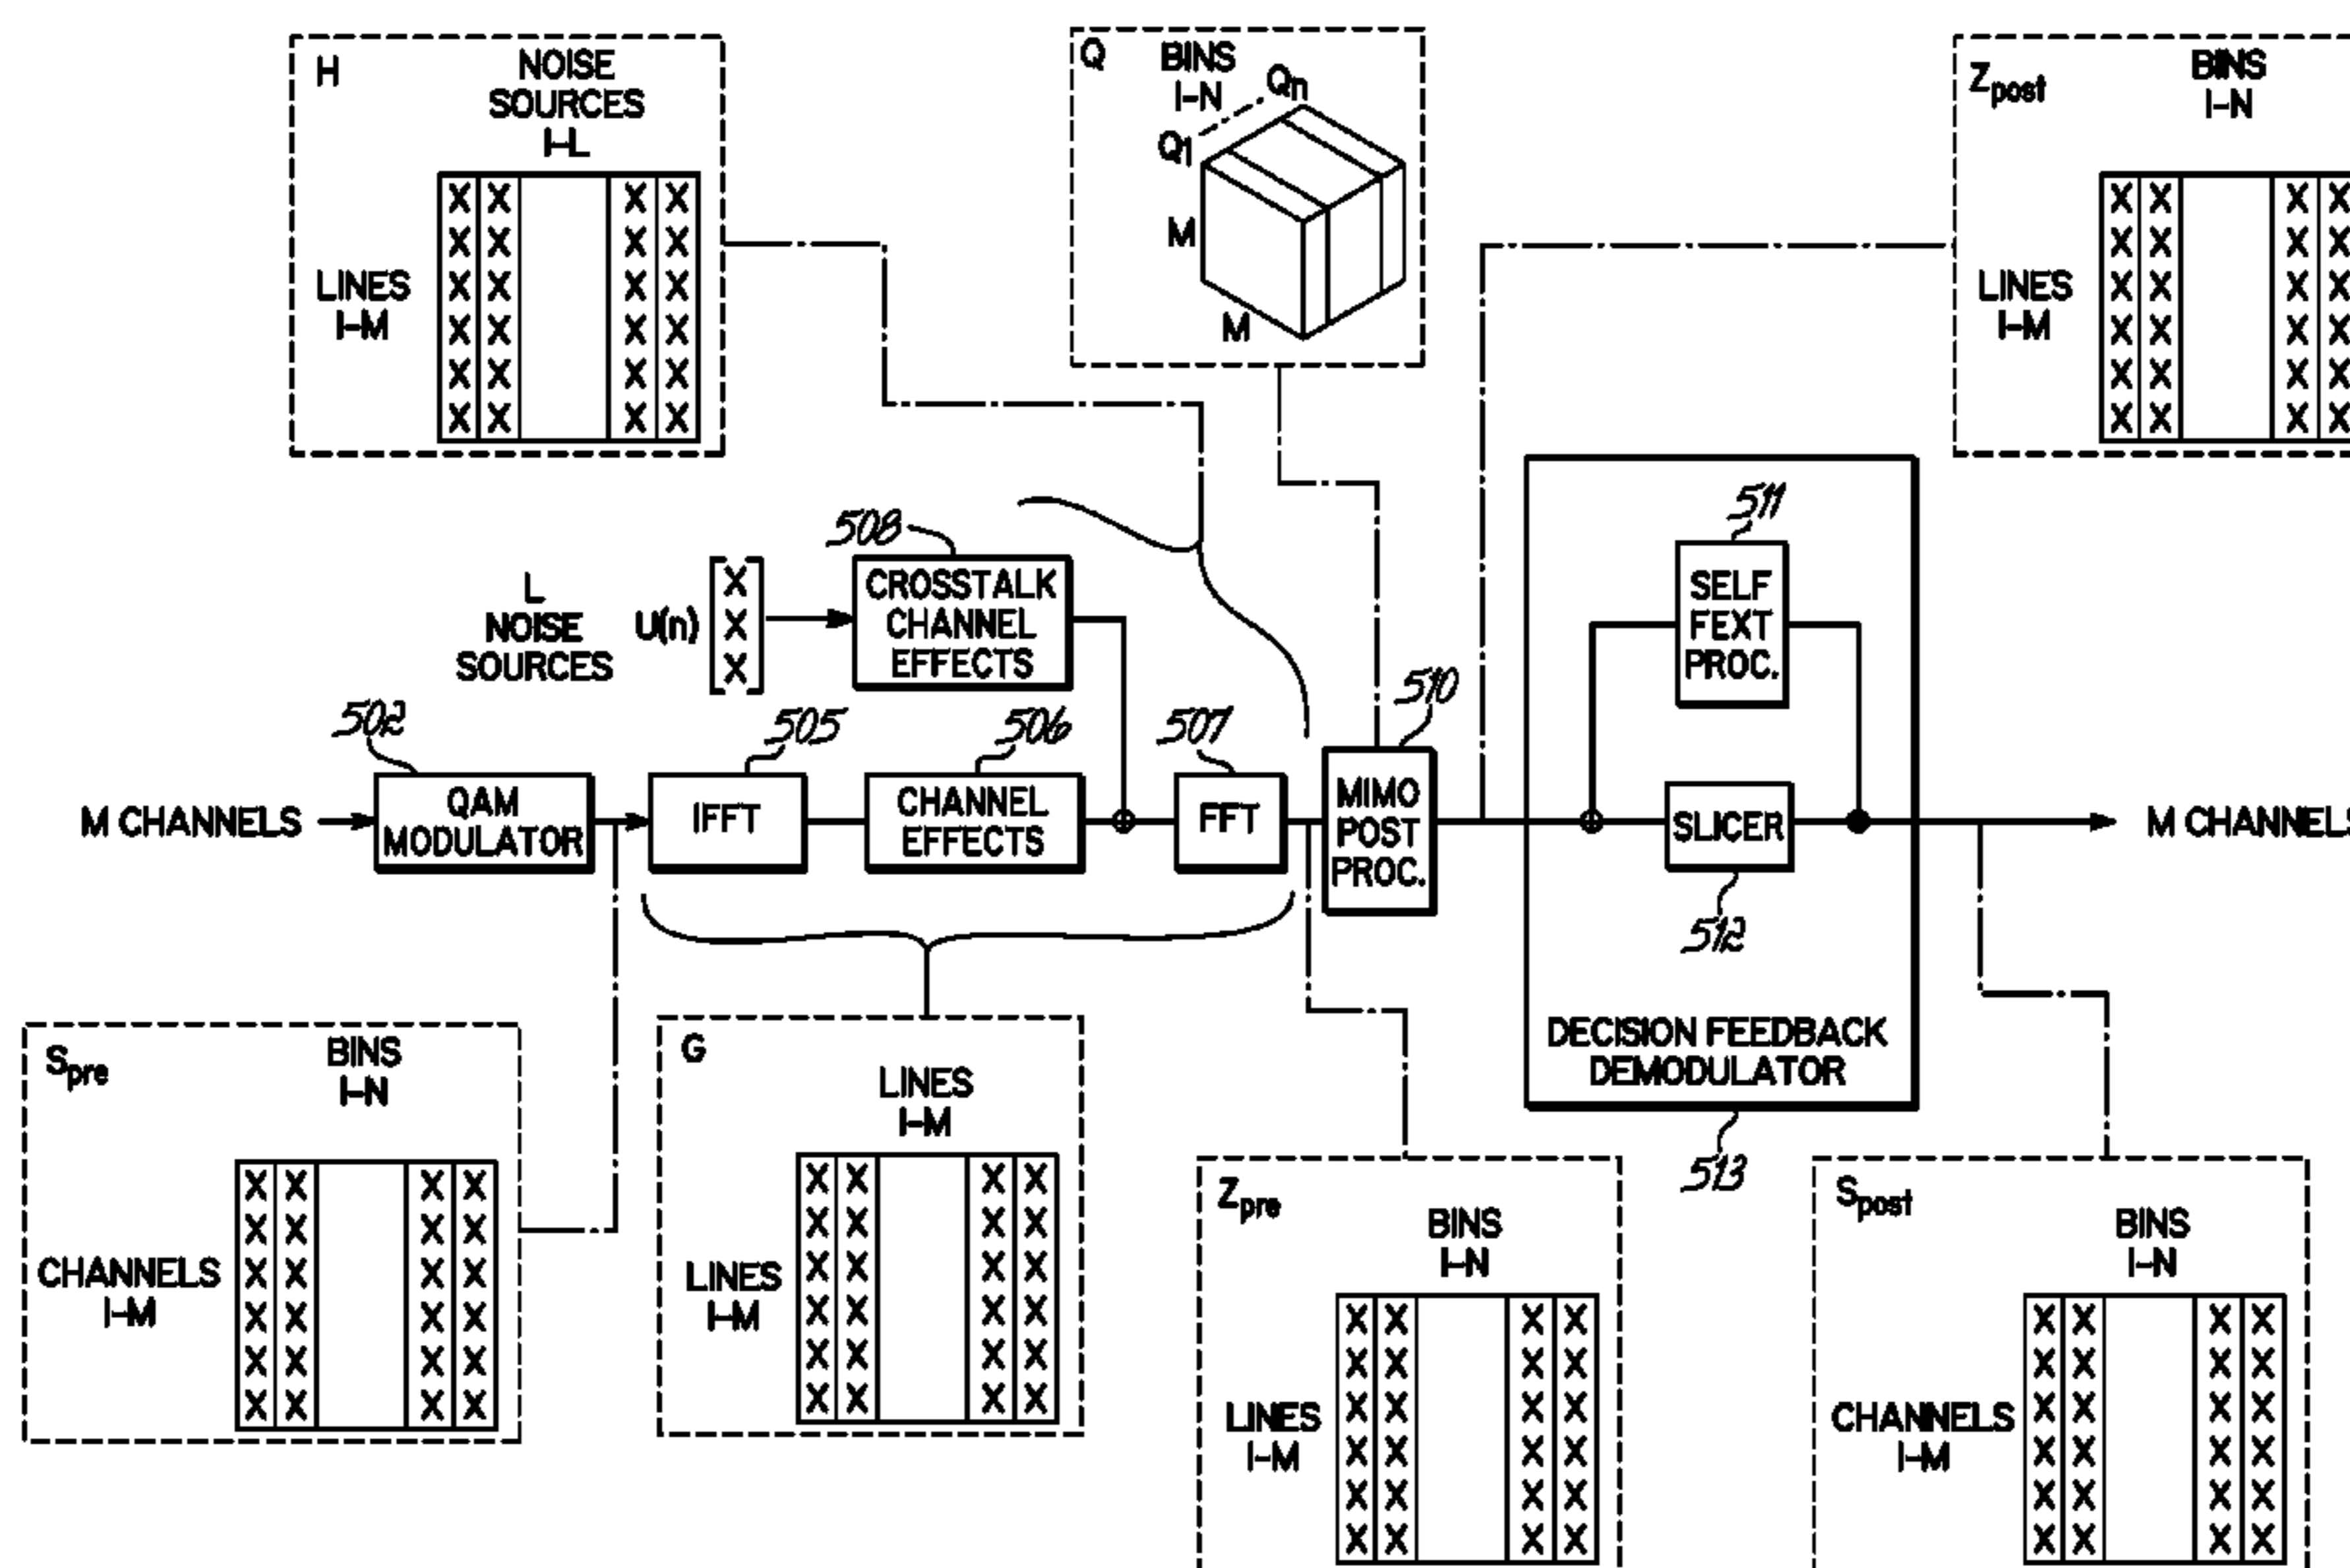 H
NOISE
SOURCES
1-L
LINES
1-M
X X X X
X X X X
X X X X
X X X X
X X X X
X X X X
Q
BINS
1-N
Q1
Qn
M
M
Zpost
BINS
1-N
LINES
1-M
X X X X
X X X X
X X X X
X X X X
X X X X
X X X X
L
NOISE
SOURCES
U(n)
X
X
X
508
CROSSTALK
CHANNEL
EFFECTS
511
SELF
FEXT
PROC.
M CHANNELS
502
QAM
MODULATOR
505
IFFT
506
CHANNEL
EFFECTS
507
FFT
510
MIMO
POST
PROC.
SLICER
512
DECISION FEEDBACK
DEMODULATOR
513
M CHANNELS
Spre
BINS
1-N
CHANNELS
1-M
X X X X
X X X X
X X X X
X X X X
X X X X
X X X X
G
LINES
1-M
LINES
1-M
X X X X
X X X X
X X X X
X X X X
X X X X
X X X X
Zpre
BINS
1-N
LINES
1-M
X X X X
X X X X
X X X X
X X X X
X X X X
X X X X
Spost
BINS
1-N
CHANNELS
1-M
X X X X
X X X X
X X X X
X X X X
X X X X
X X X X